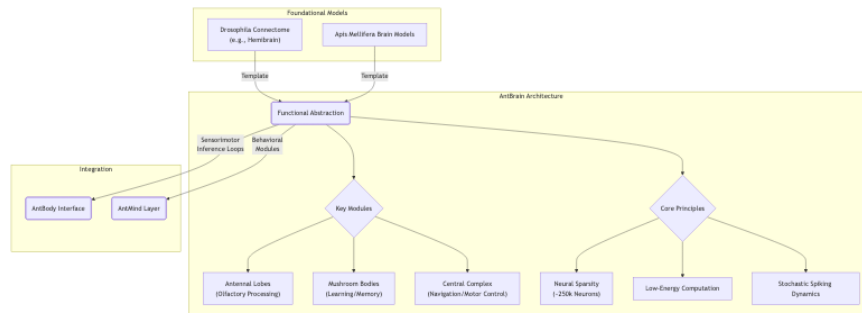 Foundational Models
Drosophila Connectome
(e.g., Hemibrain)
Apis Mellifera Brain Models
Template
Template
AntBrain Architecture
Functional Abstraction
Sensorimotor
Inference Loops
Behavioral
Modules
Integration
AntBody Interface
AntMind Layer
Key Modules
Core Principles
Antennal Lobes
(Olfactory Processing)
Mushroom Bodies
(Learning/Memory)
Central Complex
(Navigation/Motor Control)
Neural Sparsity
(~250k Neurons)
Low-Energy Computation
Stochastic Spiking
Dynamics